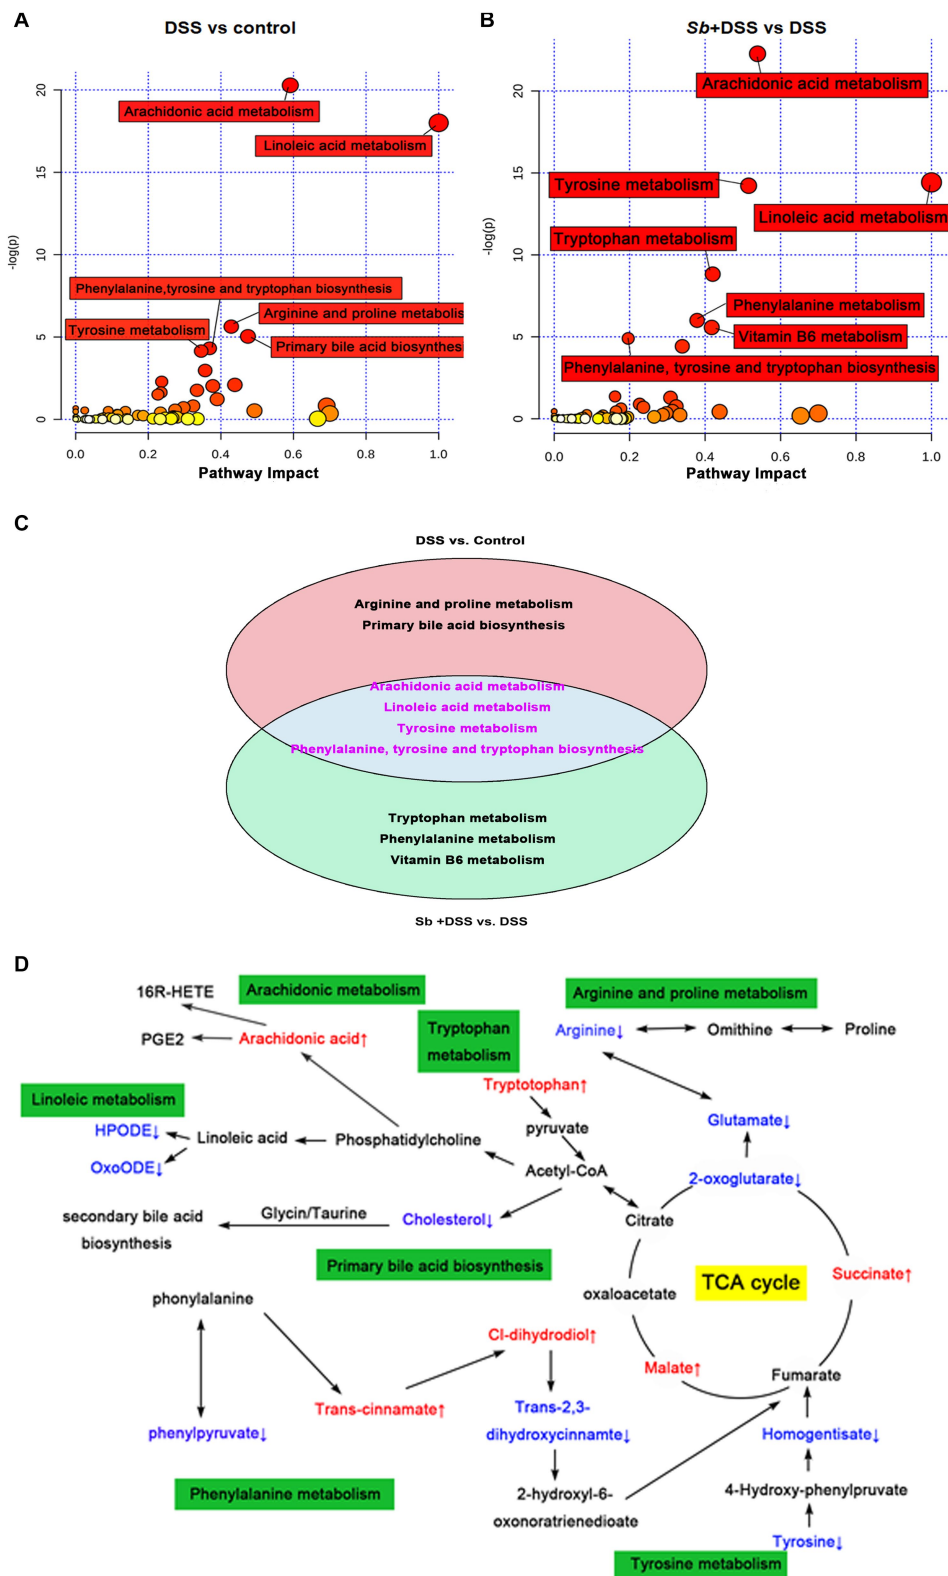 A
DSS vs control
-log(p)
20
15
10
5
0
Arachidonic acid metabolism
Linoleic acid metabolism
Phenylalanine,tyrosine and tryptophan biosynthesis
Arginine and proline metabolis
Tyrosine metabolism
Primary bile acid biosynthes
0.0 0.2 0.4 0.6 0.8 1.0
Pathway Impact
B
Sb+DSS vs DSS
-log(p)
20
15
10
5
0
Arachidonic acid metabolism
Tyrosine metabolism
Linoleic acid metabolism
Tryptophan metabolism
Phenylalanine metabolism
Vitamin B6 metabolism
Phenylalanine, tyrosine and tryptophan biosynthesis
0.0 0.2 0.4 0.6 0.8 1.0
Pathway Impact
C
DSS vs. Control
Arginine and proline metabolism
Primary bile acid biosynthesis
Arachidonic acid metabolism
Linoleic acid metabolism
Tyrosine metabolism
Phenylalanine, tyrosine and tryptophan biosynthesis
Tryptophan metabolism
Phenylalanine metabolism
Vitamin B6 metabolism
Sb +DSS vs. DSS
D
16R-HETE
Arachidonic metabolism
Arginine and proline metabolism
PGE2
Arachidonic acid↑
Tryptophan
metabolism
Arginine↓
Omithine
Proline
Linoleic metabolism
Tryptotophan↑
HPODE↓
Linoleic acid
Phosphatidylcholine
pyruvate
Glutamate↓
OxoODE↓
Acetyl-CoA
2-oxoglutarate↓
secondary bile acid
biosynthesis
Glycin/Taurine
Cholesterol↓
Citrate
Primary bile acid biosynthesis
TCA cycle
Succinate↑
oxaloacetate
phonylalanine
CI-dihydrodiol↑
Malate↑
Fumarate
Trans-cinnamate↑
Trans-2,3-
dihydroxycinnamte↓
phenylpyruvate↓
Homogentisate↓
Phenylalanine metabolism
2-hydroxyl-6-
oxonoratrienedioate
4-Hydroxy-phenylpruvate
Tyrosine↓
Tyrosine metabolism